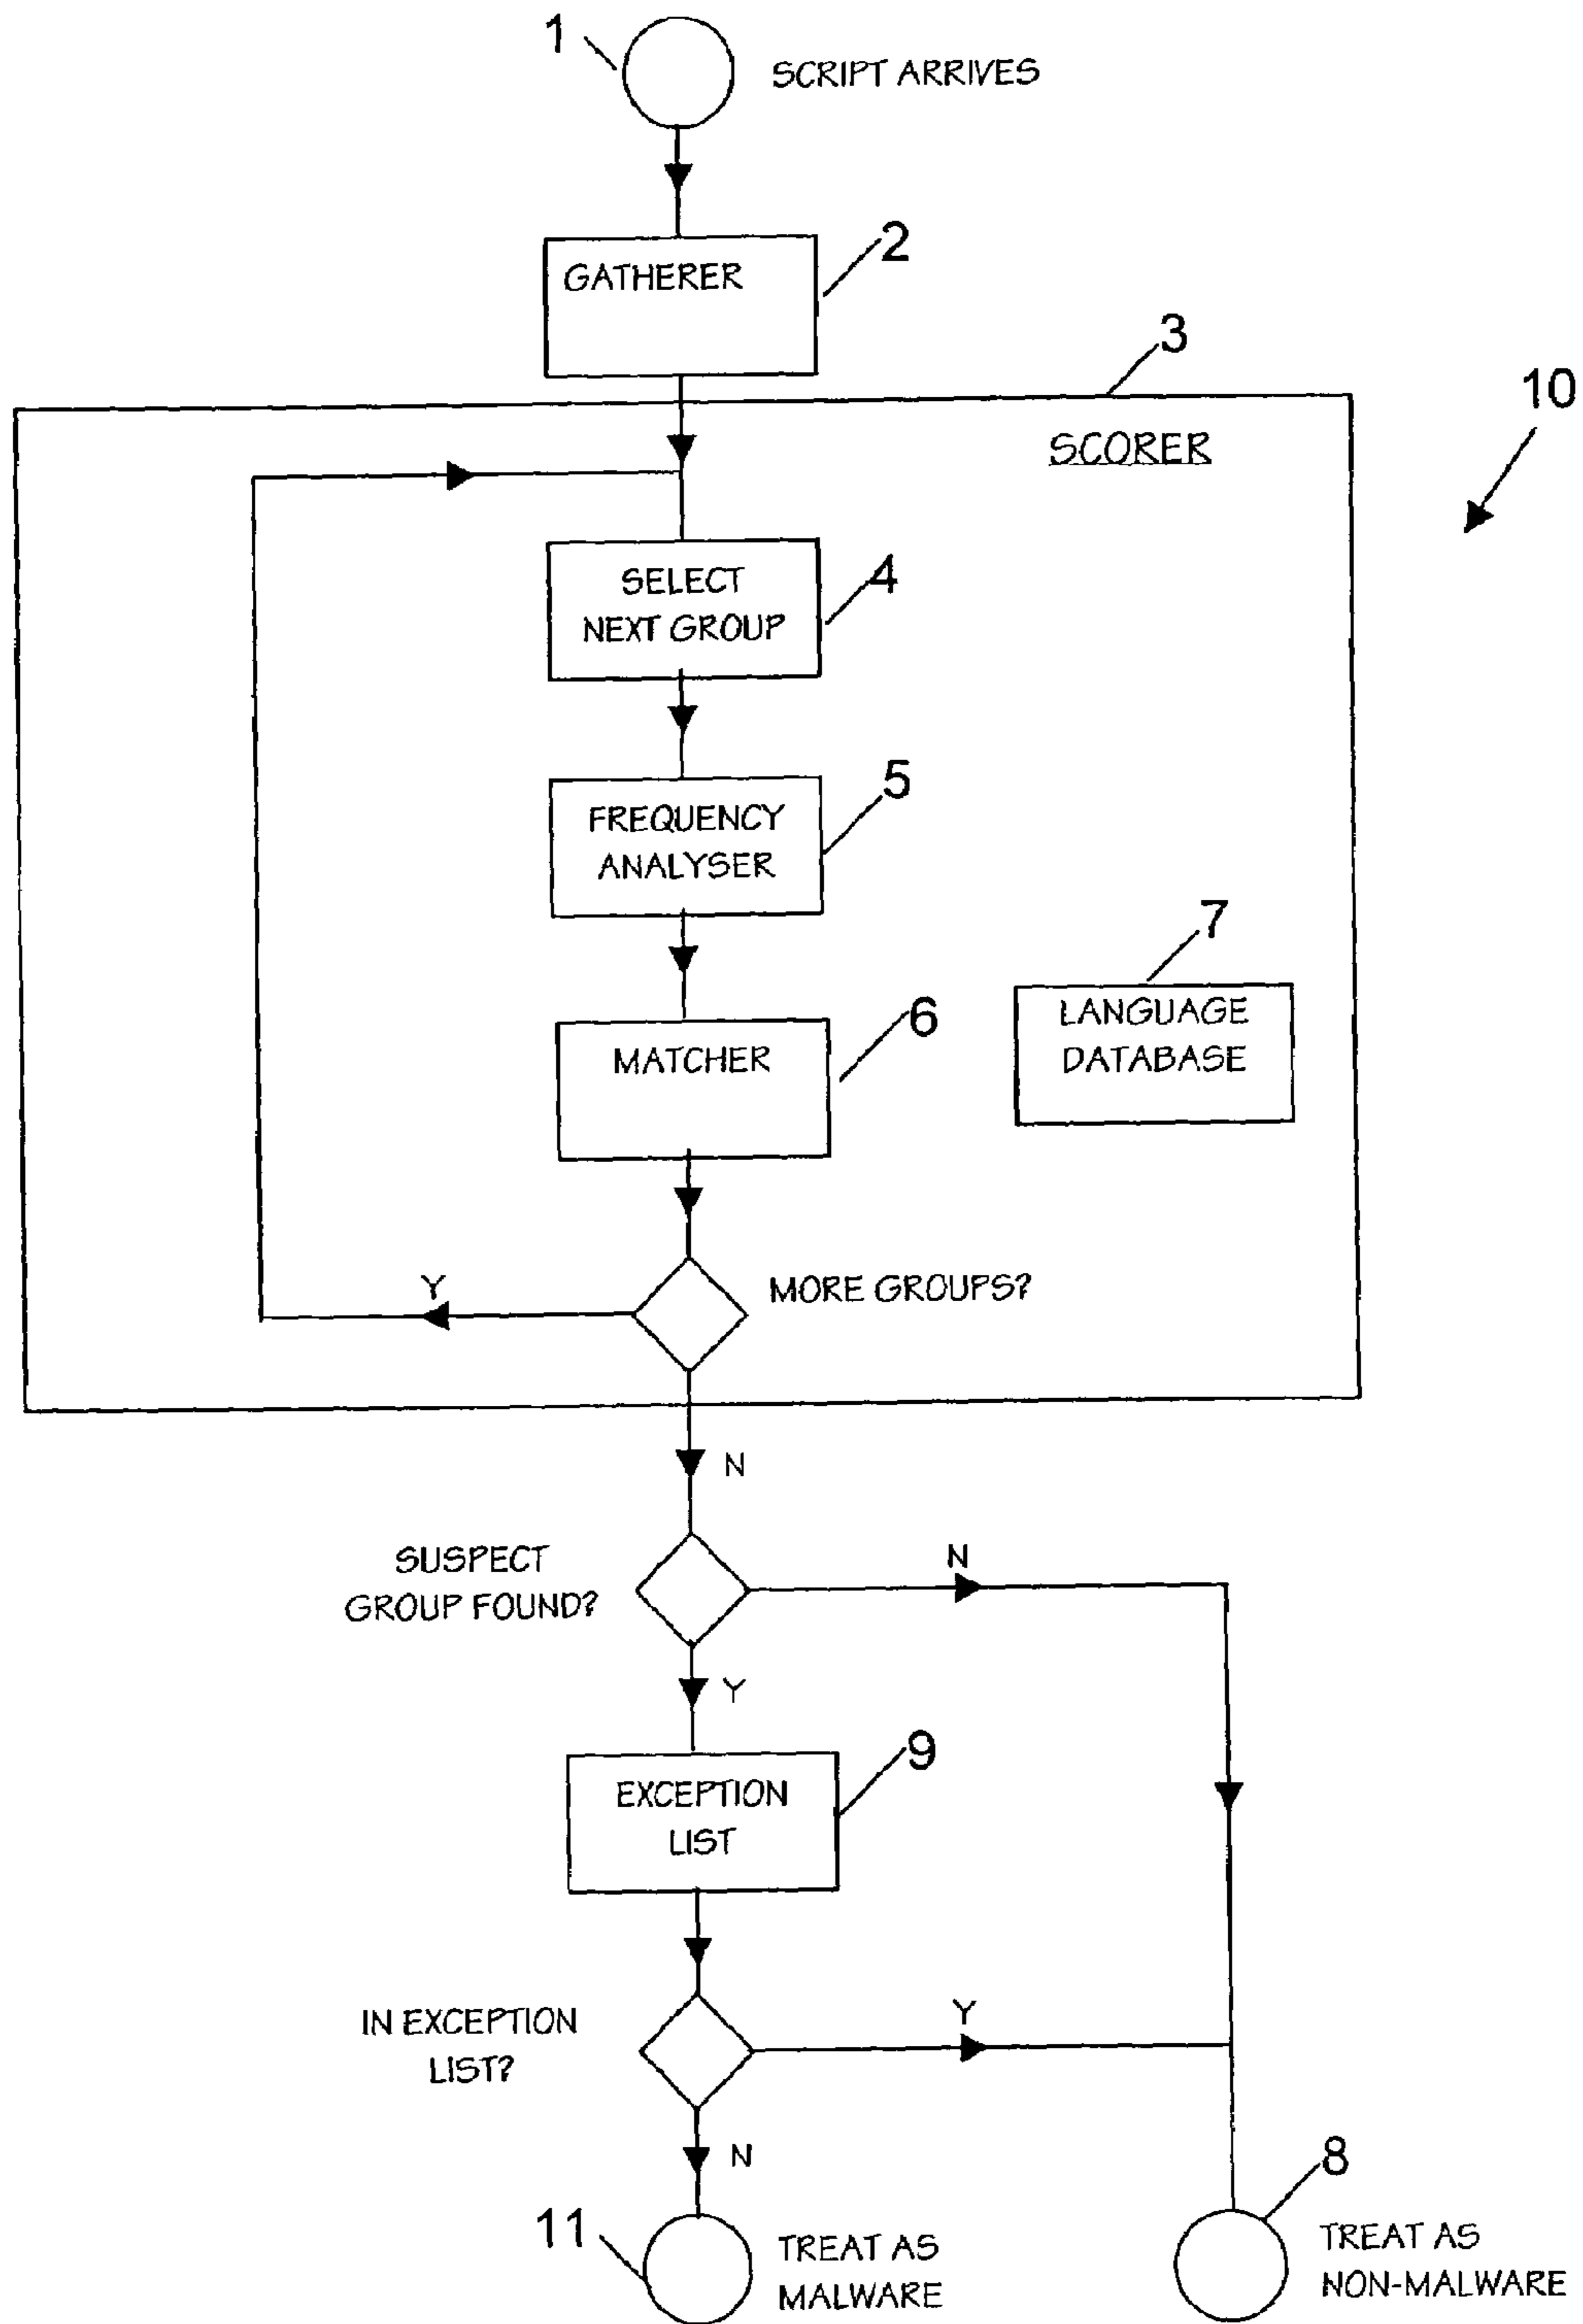 1
SCRIPT ARRIVES
2
GATHERER
3
10
SCORER
4
SELECT
NEXT GROUP
5
FREQUENCY
ANALYSER
7
6
LANGUAGE
DATABASE
MATCHER
Y
MORE GROUPS?
N
SUSPECT
GROUP FOUND?
N
Y
9
EXCEPTION
LIST
IN EXCEPTION
LIST?
Y
N
8
11
TREAT AS
MALWARE
TREAT AS
NON-MALWARE